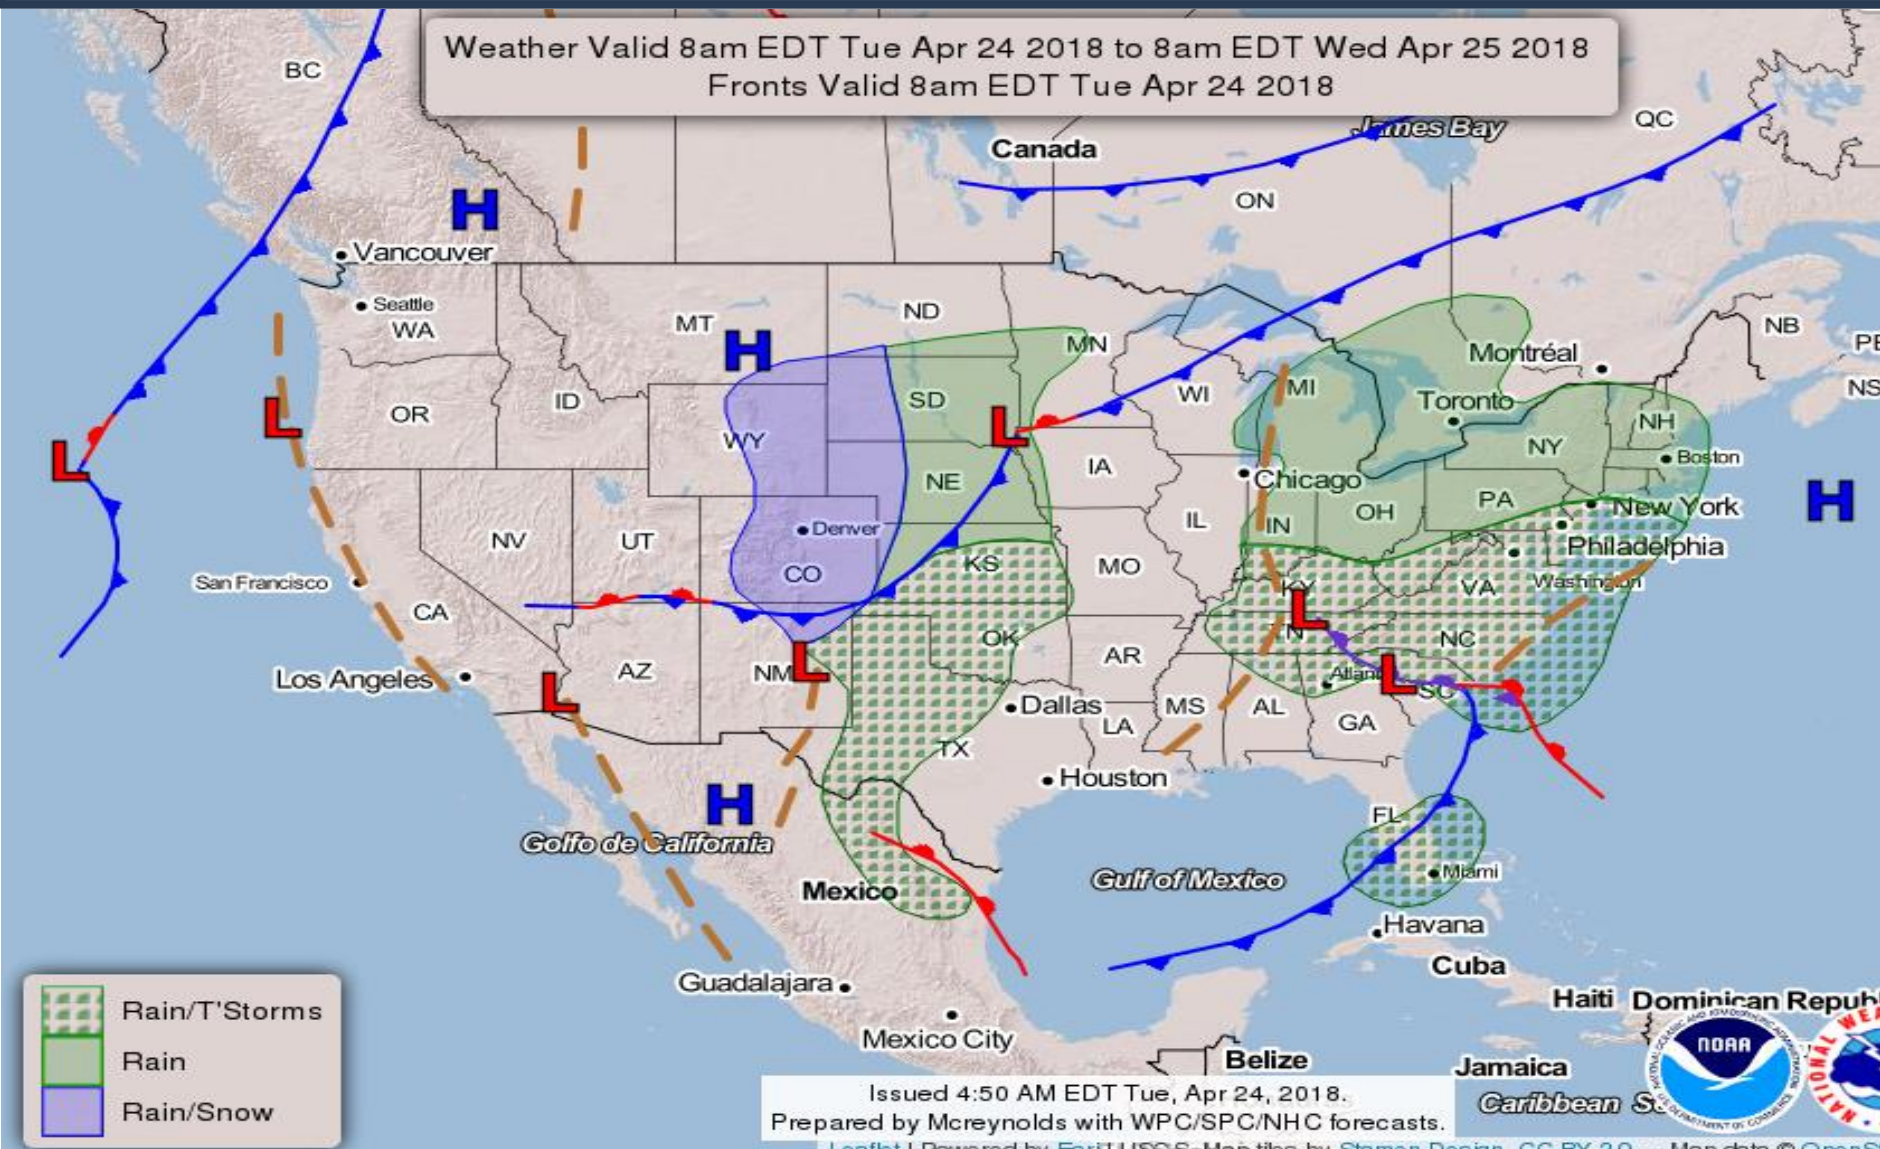 Weather Valid 8am EDT Tue Apr 24 2018 to 8am EDT Wed Apr 25 2018
Fronts Valid 8am EDT Tue Apr 24 2018
BC
James Bay
QC
Canada
ON
H
Vancouver
Seattle
WA
MT
H
ND
MN
Montréal
NB
NS
OR
ID
WY
SD
L
WI
MI
Toronto
NH
NY
Boston
L
L
NE
IA
Chicago
PA
New York
H
NV
UT
Denver
IL
IN
OH
Philadelphia
San Francisco
CO
KS
MO
KY
VA
Washington
CA
L
TN
NC
OK
Los Angeles
AZ
NM
L
L
AR
L
SC
Dallas
MS
AL
GA
LA
TX
Houston
H
FL
Golfo de California
Miami
Mexico
Gulf of Mexico
Havana
Cuba
Guadalajara
Haiti Dominican
Mexico City
Belize
Jamaica
Caribbean
Rain/T'Storms
Rain
Rain/Snow
NOAA
NATIONAL
Issued 4:50 AM EDT Tue, Apr 24, 2018.
Prepared by Mcreynolds with WPC/SPC/NHC forecasts.